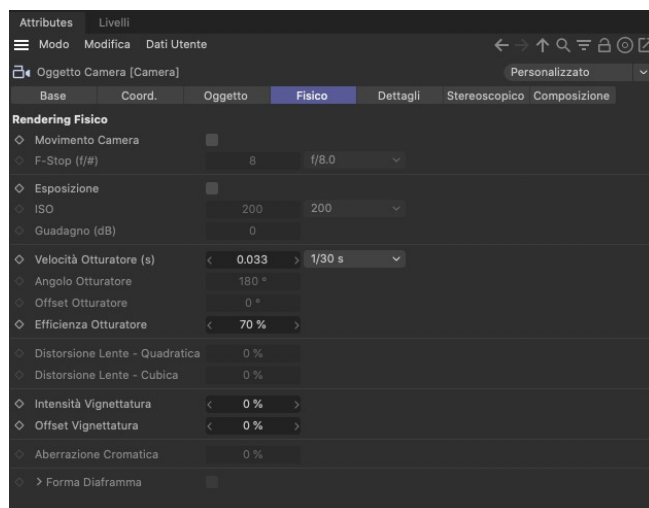 Attributes Livelli
Modo Modifica Dati Utente
Oggetto Camera [Camera] Personalizzato
Base Coord. Oggetto Fisico Dettagli Stereoscopico Composizione
Rendering Fisico
Movimento Camera
F-Stop (f/#) 8 f/8.0
Esposizione
ISO 200 200
Guadagno (dB) 0
Velocità Otturatore (s) 0.033 1/30 s
Angolo Otturatore 180 °
Offset Otturatore 0 °
Efficienza Otturatore 70 %
Distorsione Lente - Quadratica 0 %
Distorsione Lente - Cubica 0 %
Intensità Vignettatura 0 %
Offset Vignettatura 0 %
Aberrazione Cromatica 0 %
> Forma Diaframma